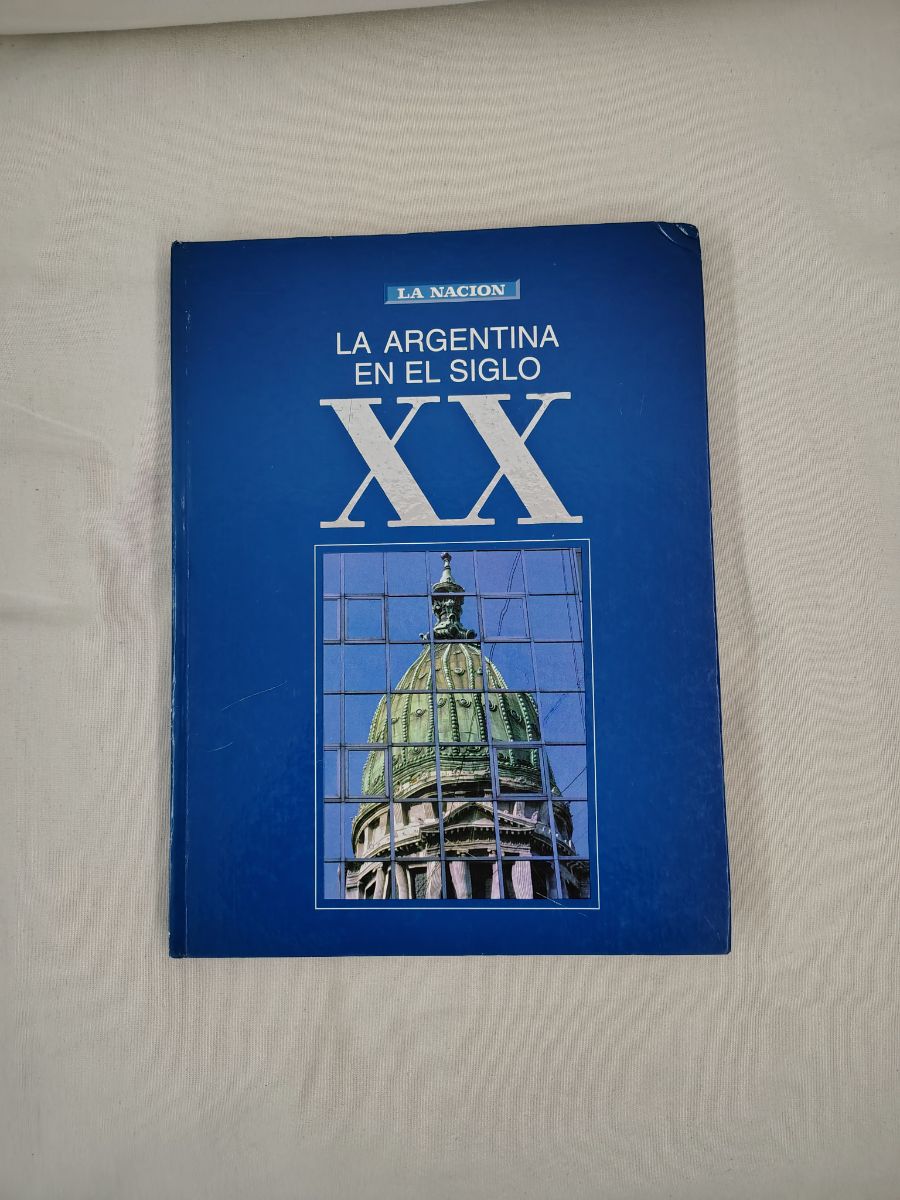 LA NACION
LA ARGENTINA
EN EL SIGLO
XX